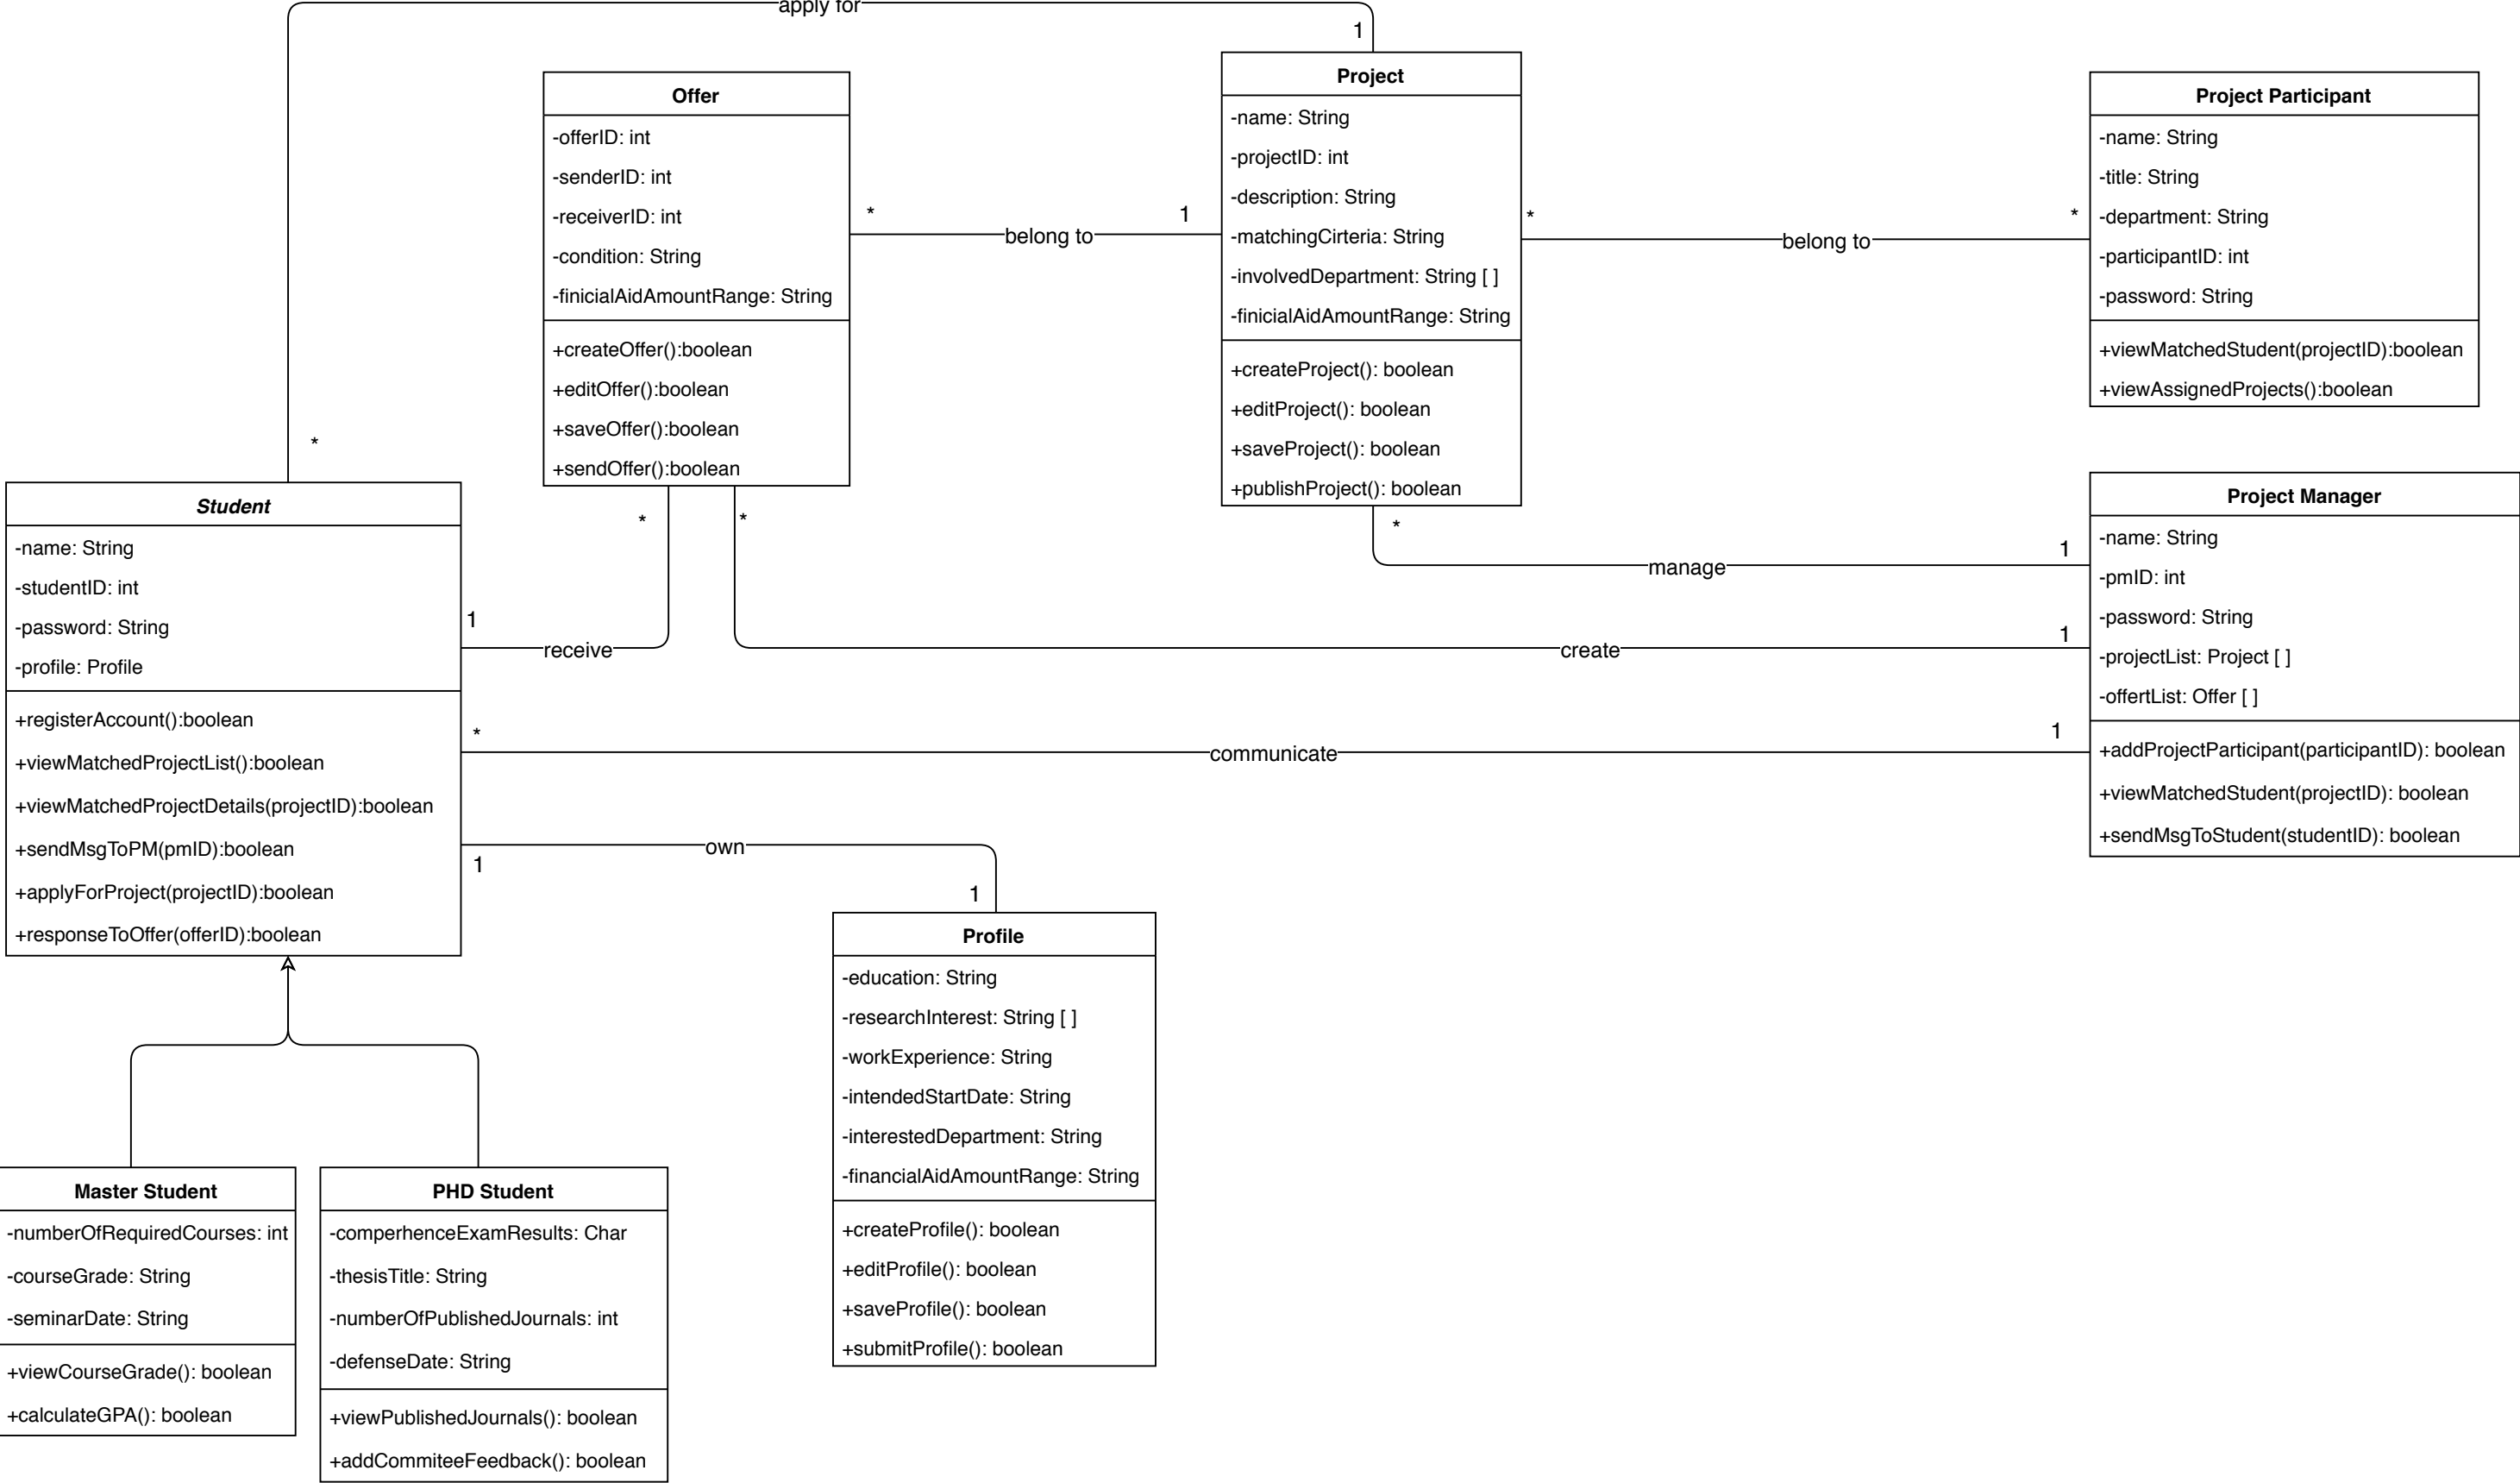 apply for
1
Offer
-offerID: int
-senderID: int
-receiverID: int
-condition: String
-finicialAidAmountRange: String
+createOffer():boolean
+editOffer():boolean
+saveOffer():boolean
+sendOffer():boolean
*
belong to
1
Project
-name: String
-projectID: int
-description: String
-matchingCirteria: String
-involvedDepartment: String [ ]
-finicialAidAmountRange: String
+createProject(): boolean
+editProject(): boolean
+saveProject(): boolean
+publishProject(): boolean
*
belong to
*
Project Participant
-name: String
-title: String
-department: String
-participantID: int
-password: String
+viewMatchedStudent(projectID):boolean
+viewAssignedProjects():boolean
*
Student
-name: String
-studentID: int
-password: String
-profile: Profile
+registerAccount():boolean
+viewMatchedProjectList():boolean
+viewMatchedProjectDetails(projectID):boolean
+sendMsgToPM(pmID):boolean
+applyForProject(projectID):boolean
+responseToOffer(offerID):boolean
*
*
1
receive
*
manage
1
create
1
*
communicate
1
Project Manager
-name: String
-pmID: int
-password: String
-projectList: Project [ ]
-offertList: Offer [ ]
+addProjectParticipant(participantID): boolean
+viewMatchedStudent(projectID): boolean
+sendMsgToStudent(studentID): boolean
own
1
1
Profile
-education: String
-researchInterest: String [ ]
-workExperience: String
-intendedStartDate: String
-interestedDepartment: String
-financialAidAmountRange: String
+createProfile(): boolean
+editProfile(): boolean
+saveProfile(): boolean
+submitProfile(): boolean
Master Student
-numberOfRequiredCourses: int
-courseGrade: String
-seminarDate: String
+viewCourseGrade(): boolean
+calculateGPA(): boolean
PHD Student
-comperhenceExamResults: Char
-thesisTitle: String
-numberOfPublishedJournals: int
-defenseDate: String
+viewPublishedJournals(): boolean
+addCommiteeFeedback(): boolean